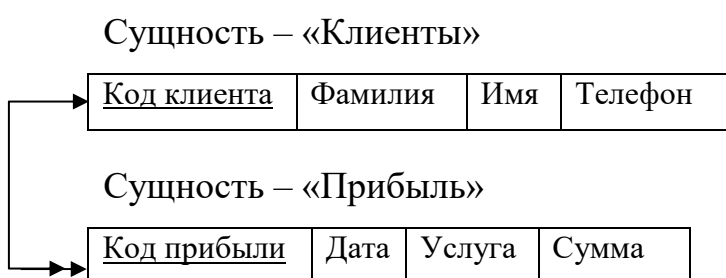 Сущность – «Клиенты»
Код клиента Фамилия Имя Телефон
Сущность – «Прибыль»
Код прибыли Дата Услуга Сумма